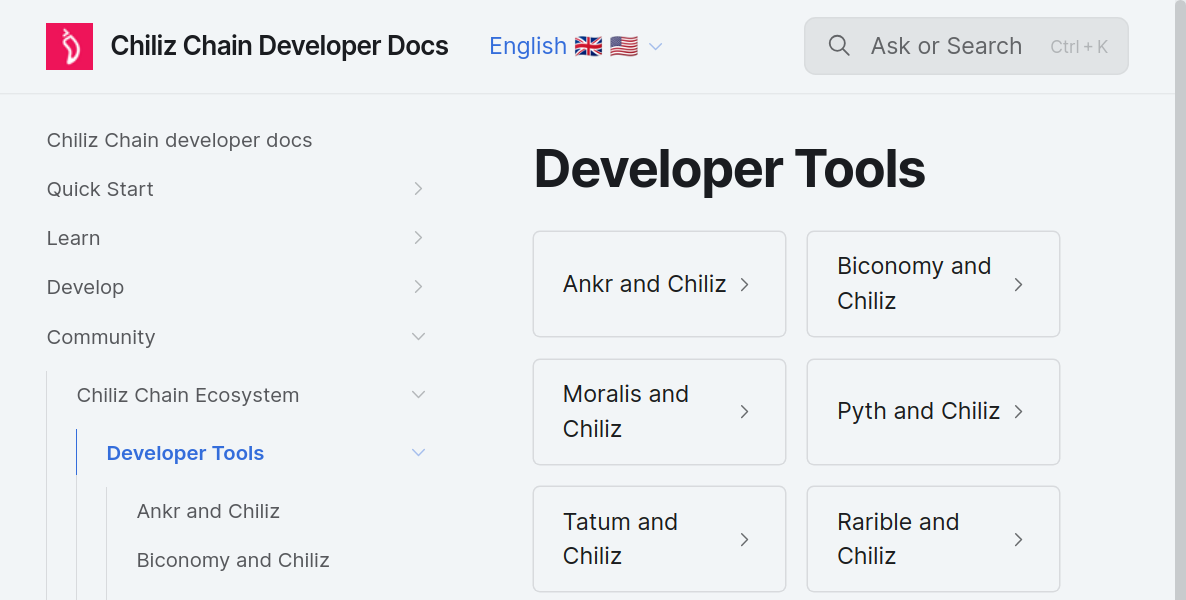 Chiliz Chain Developer Docs
English 🇬🇧 🇺🇸
Ask or Search
Ctrl + K
Chiliz Chain developer docs
Quick Start
Learn
Develop
Community
Chiliz Chain Ecosystem
Developer Tools
Ankr and Chiliz
Biconomy and Chiliz
Developer Tools
Ankr and Chiliz
Biconomy and
Chiliz
Moralis and
Chiliz
Pyth and Chiliz
Tatum and
Chiliz
Rarible and
Chiliz